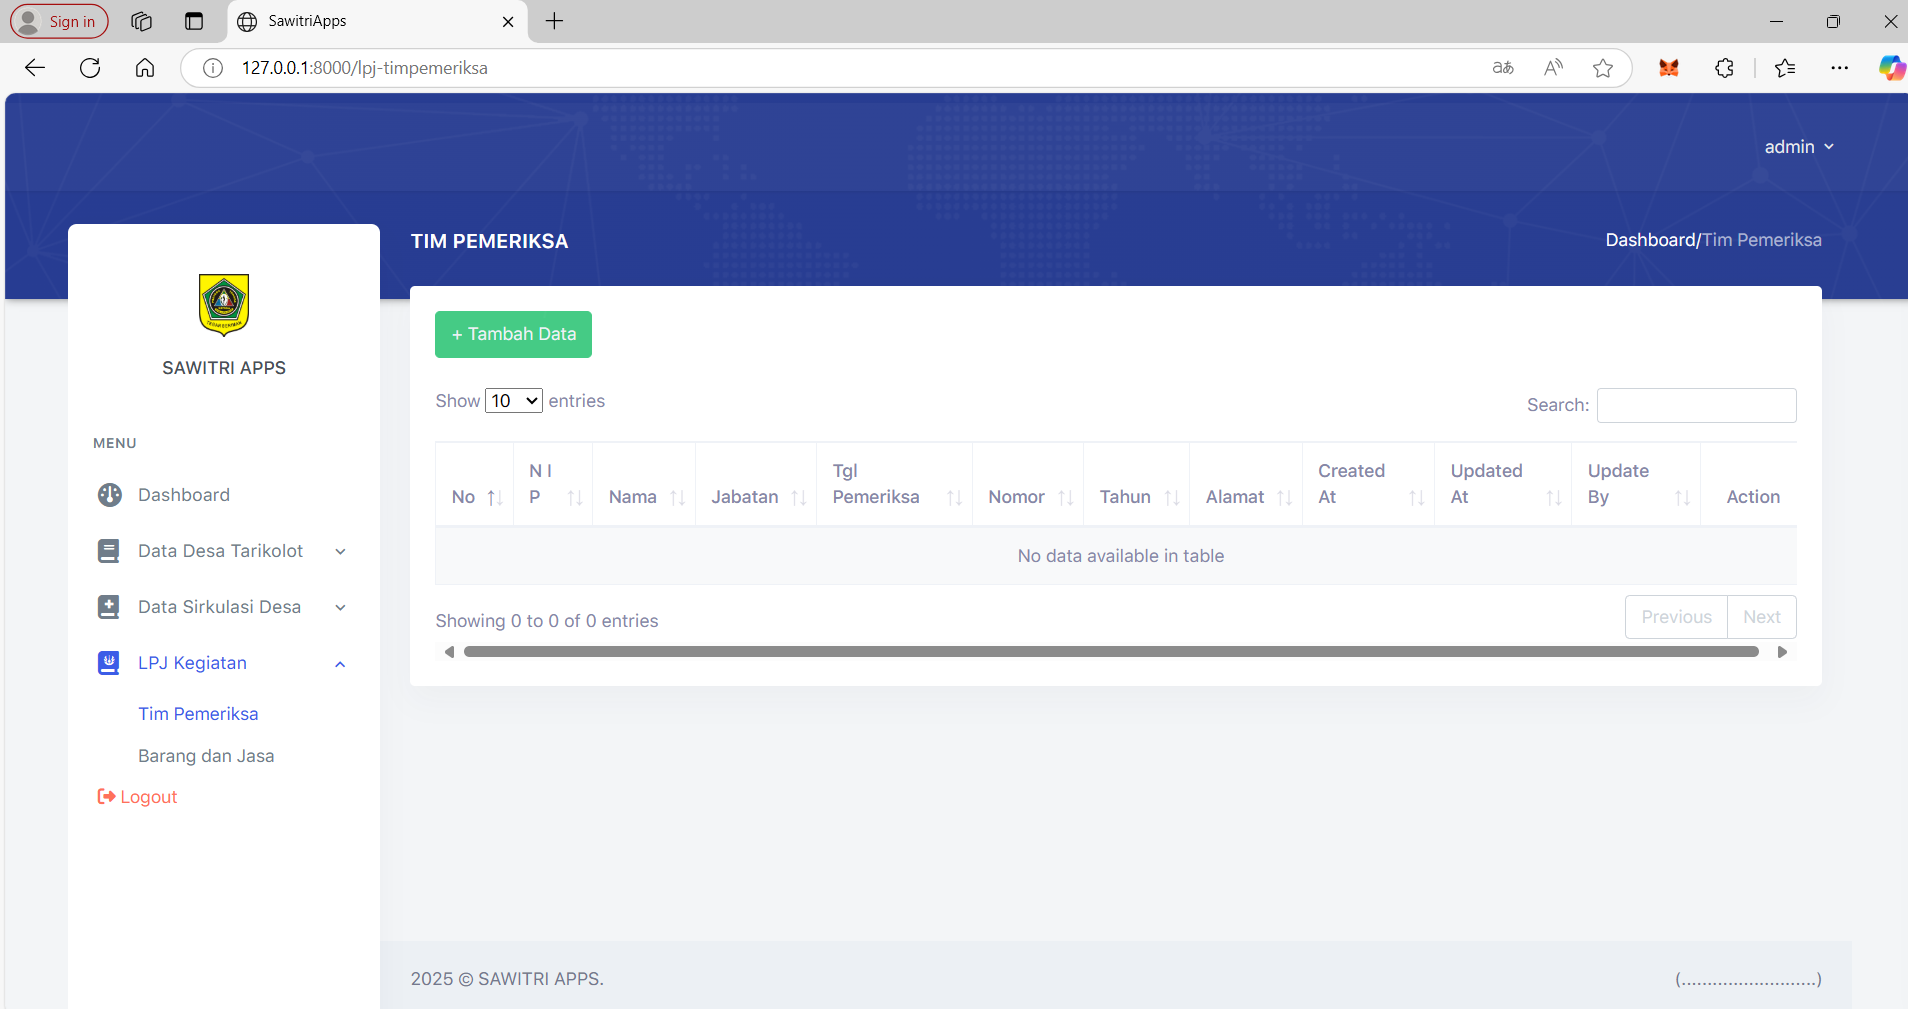 Sign in
SawitriApps
127.0.0.1:8000/lpj-timpemeriksa
admin
TIM PEMERIKSA
Dashboard/Tim Pemeriksa
SAWITRI APPS
MENU
Dashboard
Data Desa Tarikolot
Data Sirkulasi Desa
LPJ Kegiatan
Tim Pemeriksa
Barang dan Jasa
Logout
+ Tambah Data
Show 10 entries
Search:
No
N I
P
Nama
Jabatan
Tgl
Pemeriksa
Nomor
Tahun
Alamat
Created
At
Updated
At
Update
By
Action
No data available in table
Showing 0 to 0 of 0 entries
Previous
Next
2025 © SAWITRI APPS.
(..........................)